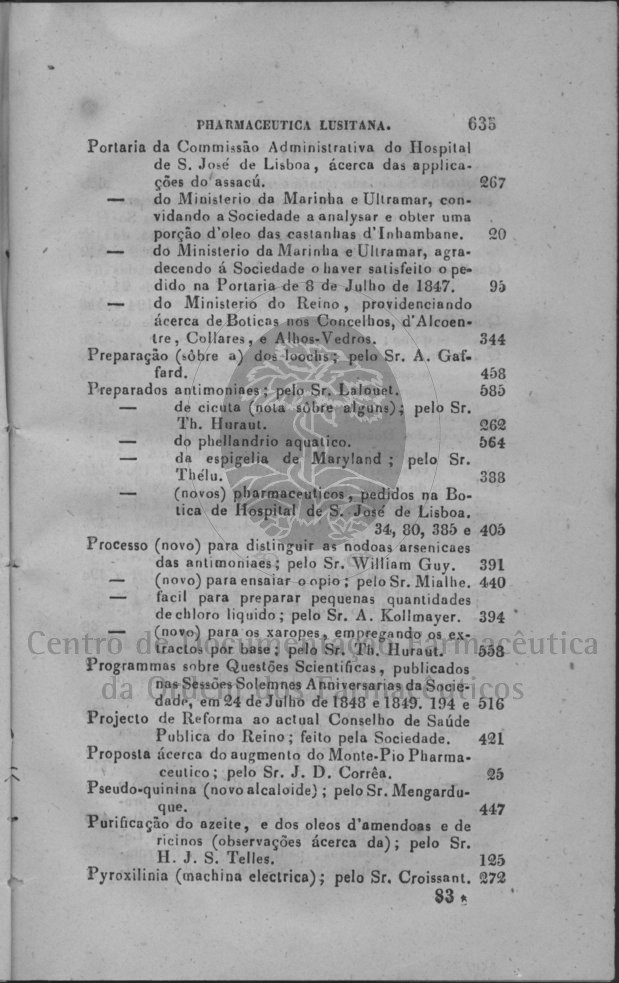 PHARMACEUTICA LUSITANA. 635
Portaria da Commissão Administrativa do Hospital
de S. José de Lisboa, ácerca das applica-
ções do assacú. 267
— do Ministerio da Marinha e Ultramar, con-
vidando a Sociedade a analysar e obter uma
porção d'oleo das castanhas d'Inhambane. 20
— do Ministerio da Marinha e Ultramar, agra-
decendo á Sociedade o haver satisfeito o pe-
dido na Portaria de 8 de Julho de 1847. 95
— do Ministerio do Reino, providenciando
ácerca de Boticas nos Concelhos, d'Alcoen-
tre, Collares, e Alhos-Vedros. 344
Preparação (sôbre a) dos loochs; pelo Sr. A. Gaf-
fard. 458
Preparados antimoniaes; pelo Sr. Lalouet. 585
— de cicuta (nota sôbre alguns); pelo Sr.
Th. Huraut. 262
— do phellandrio aquatico. 564
— da espigelia de Maryland; pelo Sr.
Thélu. 388
— (novos) pharmaceuticos, pedidos na Bo-
tica de Hospital de S. José de Lisboa.
34, 80, 385 e 405
Processo (novo) para distinguir as nodoas arsenicaes
das antimoniaes; pelo Sr. William Guy. 391
— (novo) para ensaiar o opio; pelo Sr. Mialhe. 440
— facil para preparar pequenas quantidades
de chloro liquido; pelo Sr. A. Kollmayer. 394
— (novo) para os xaropes, empregando os ex-
tractos por base; pelo Sr. Th. Huraut. 558
Programmas sobre Questões Scientificas, publicados
nas Sessões Solemnes Anniversarias da Socie-
dade, em 24 de Julho de 1848 e 1849. 194 e 516
Projecto de Reforma ao actual Conselho de Saúde
Publica do Reino; feito pela Sociedade. 421
Proposta ácerca do augmento do Monte-Pio Pharma-
ceutico; pelo Sr. J. D. Corrêa. 25
Pseudo-quinina (novo alcaloide); pelo Sr. Mengardu-
que. 447
Purificação do azeite, e dos oleos d'amendoas e de
ricinos (observações ácerca da); pelo Sr.
H. J. S. Telles. 125
Pyroxilinia (machina electrica); pelo Sr. Croissant. 272
83 *
Centro de Documentação Farmacêutica
da Ordem dos Farmacêuticos